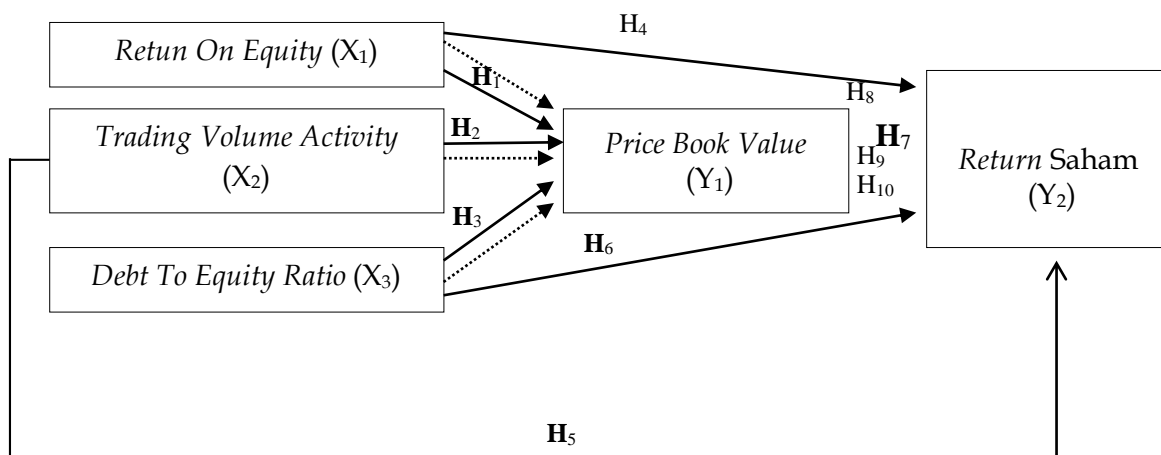 H₄
Retun On Equity (X₁)
H₁
H₈
Trading Volume Activity
(X₂)
H₂
Price Book Value
(Y₁)
H₇
H₉
H₁₀
Return Saham
(Y₂)
H₃
H₆
Debt To Equity Ratio (X₃)
H₅